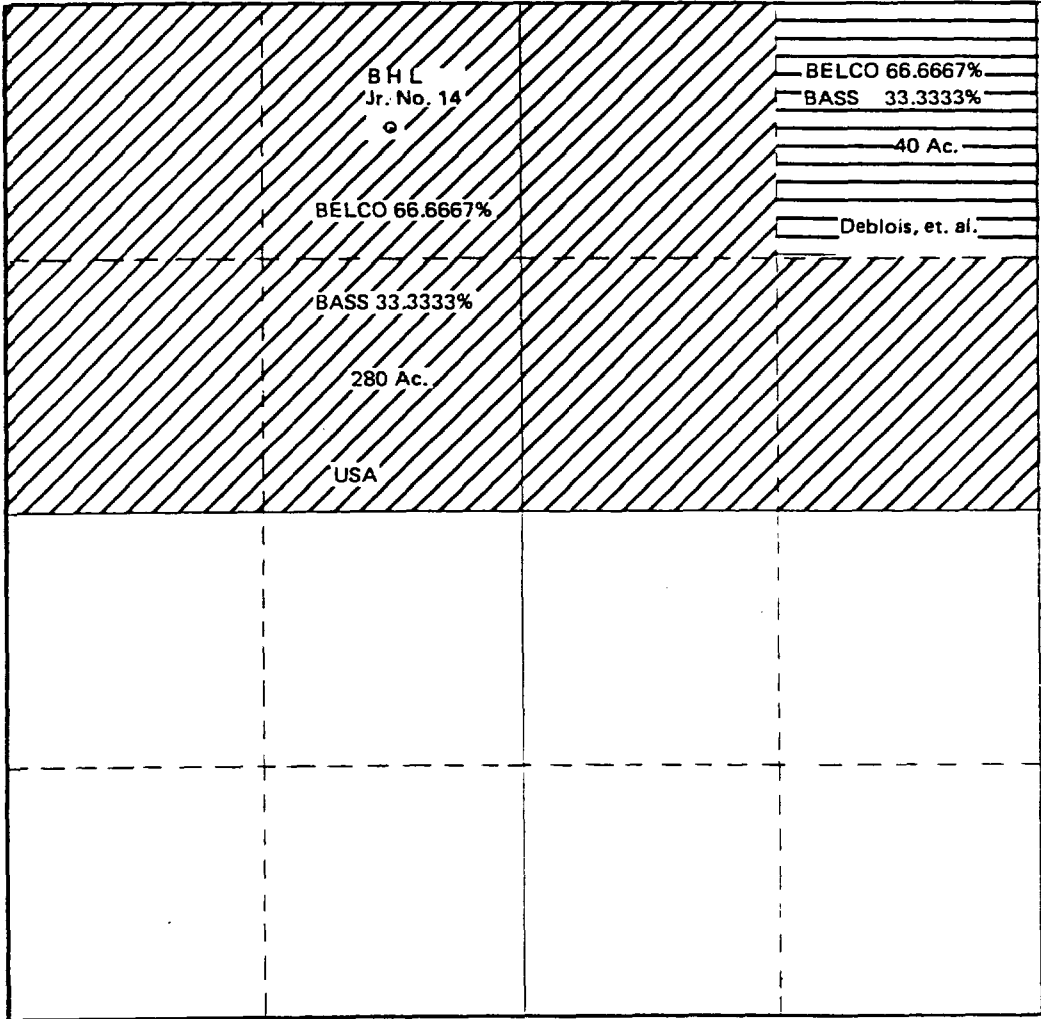 B H L
Jr. No. 14
BELCO 66.6667%
BASS 33.3333%
280 Ac.
USA
BELCO 66.6667%
BASS 33.3333%
40 Ac.
Deblois, et. al.